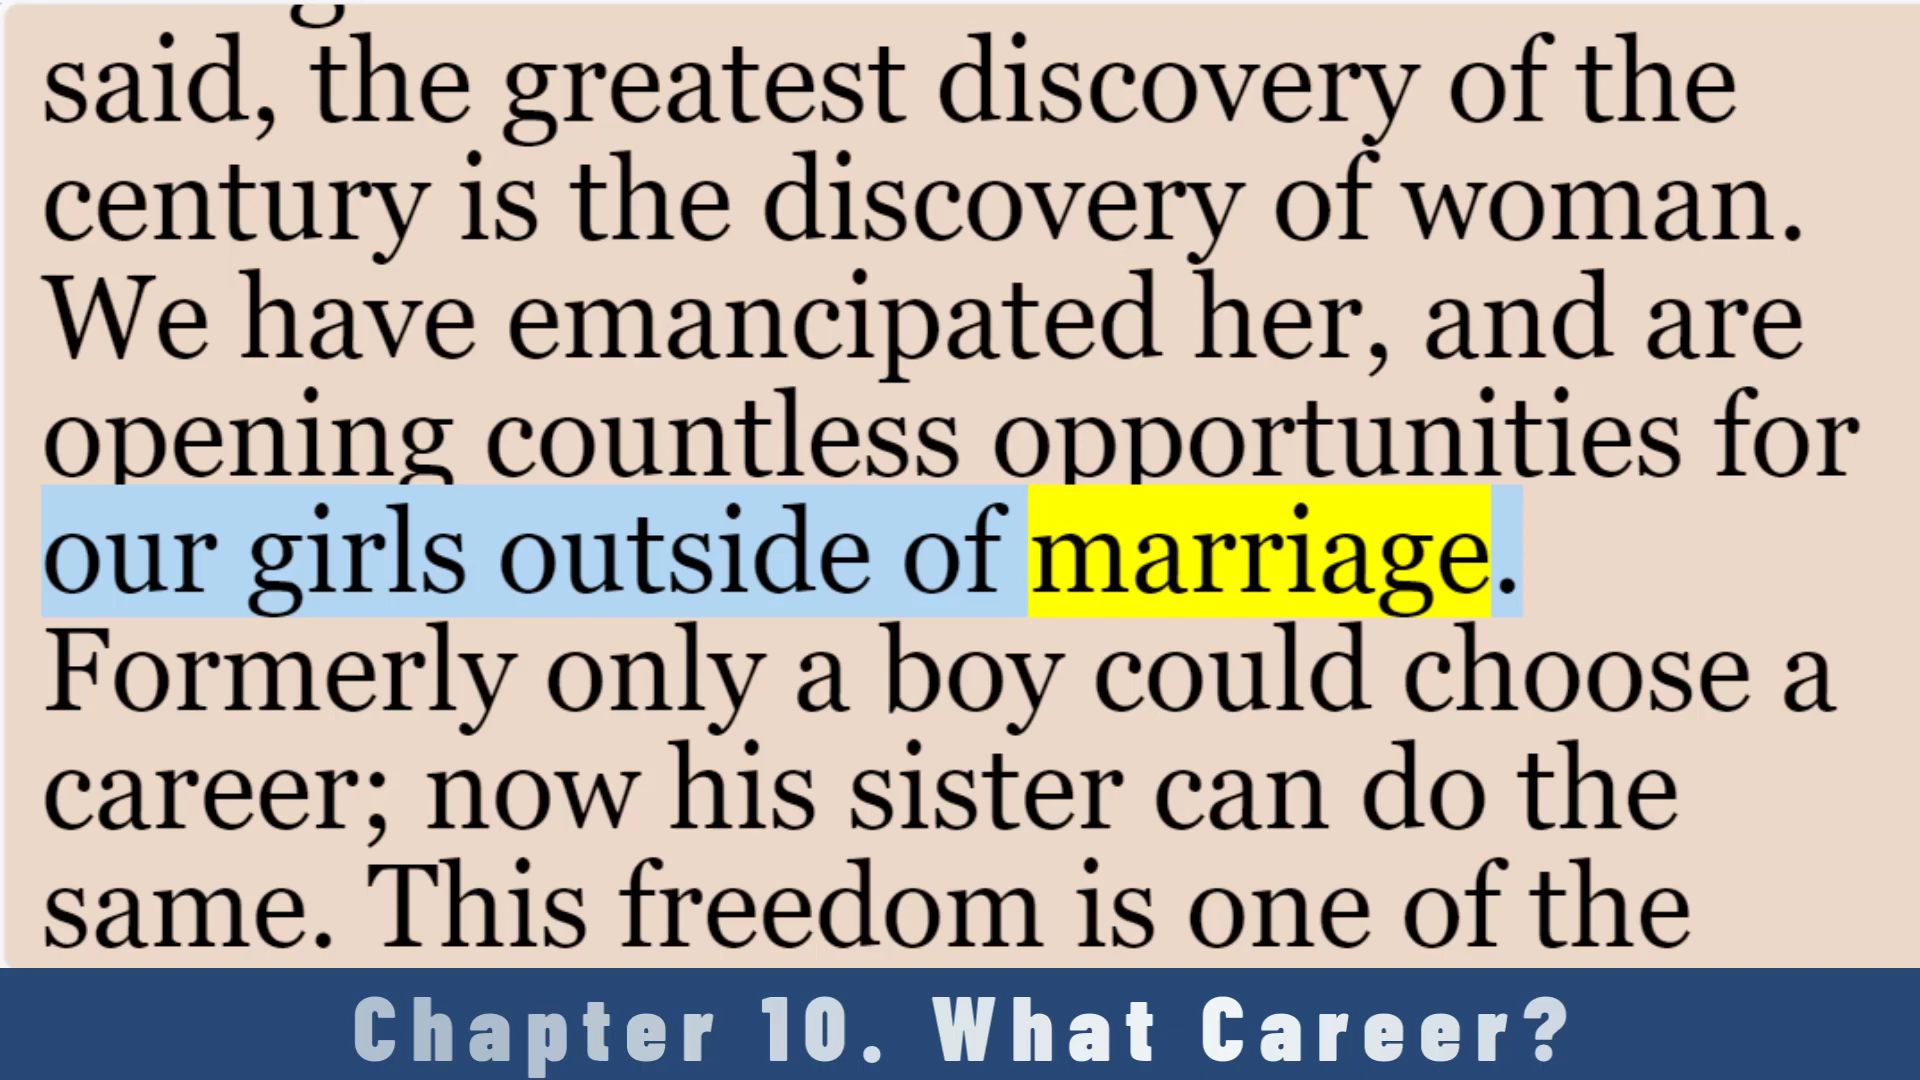 said, the greatest discovery of the
century is the discovery of woman.
We have emancipated her, and are
opening countless opportunities for
our girls outside of marriage.
Formerly only a boy could choose a
career; now his sister can do the
same. This freedom is one of the
Chapter 10. What Career?